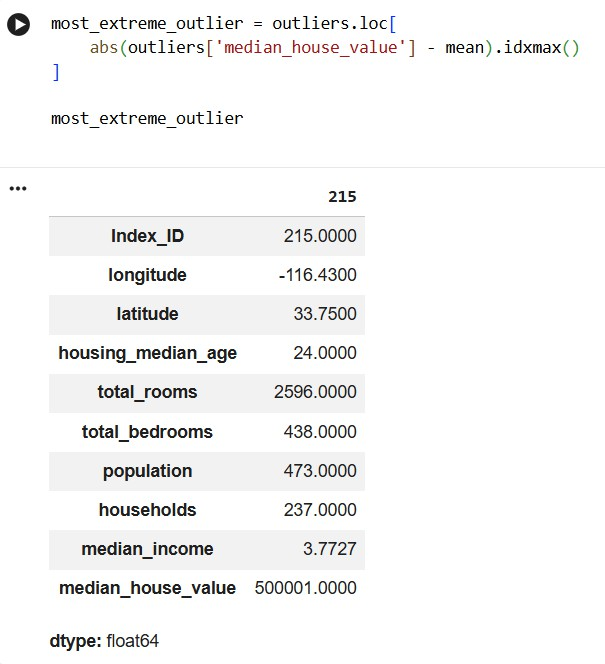 most_extreme_outlier = outliers.loc[
    abs(outliers['median_house_value'] - mean).idxmax()
]
most_extreme_outlier
215
Index_ID 215.0000
longitude -116.4300
latitude 33.7500
housing_median_age 24.0000
total_rooms 2596.0000
total_bedrooms 438.0000
population 473.0000
households 237.0000
median_income 3.7727
median_house_value 500001.0000
dtype: float64